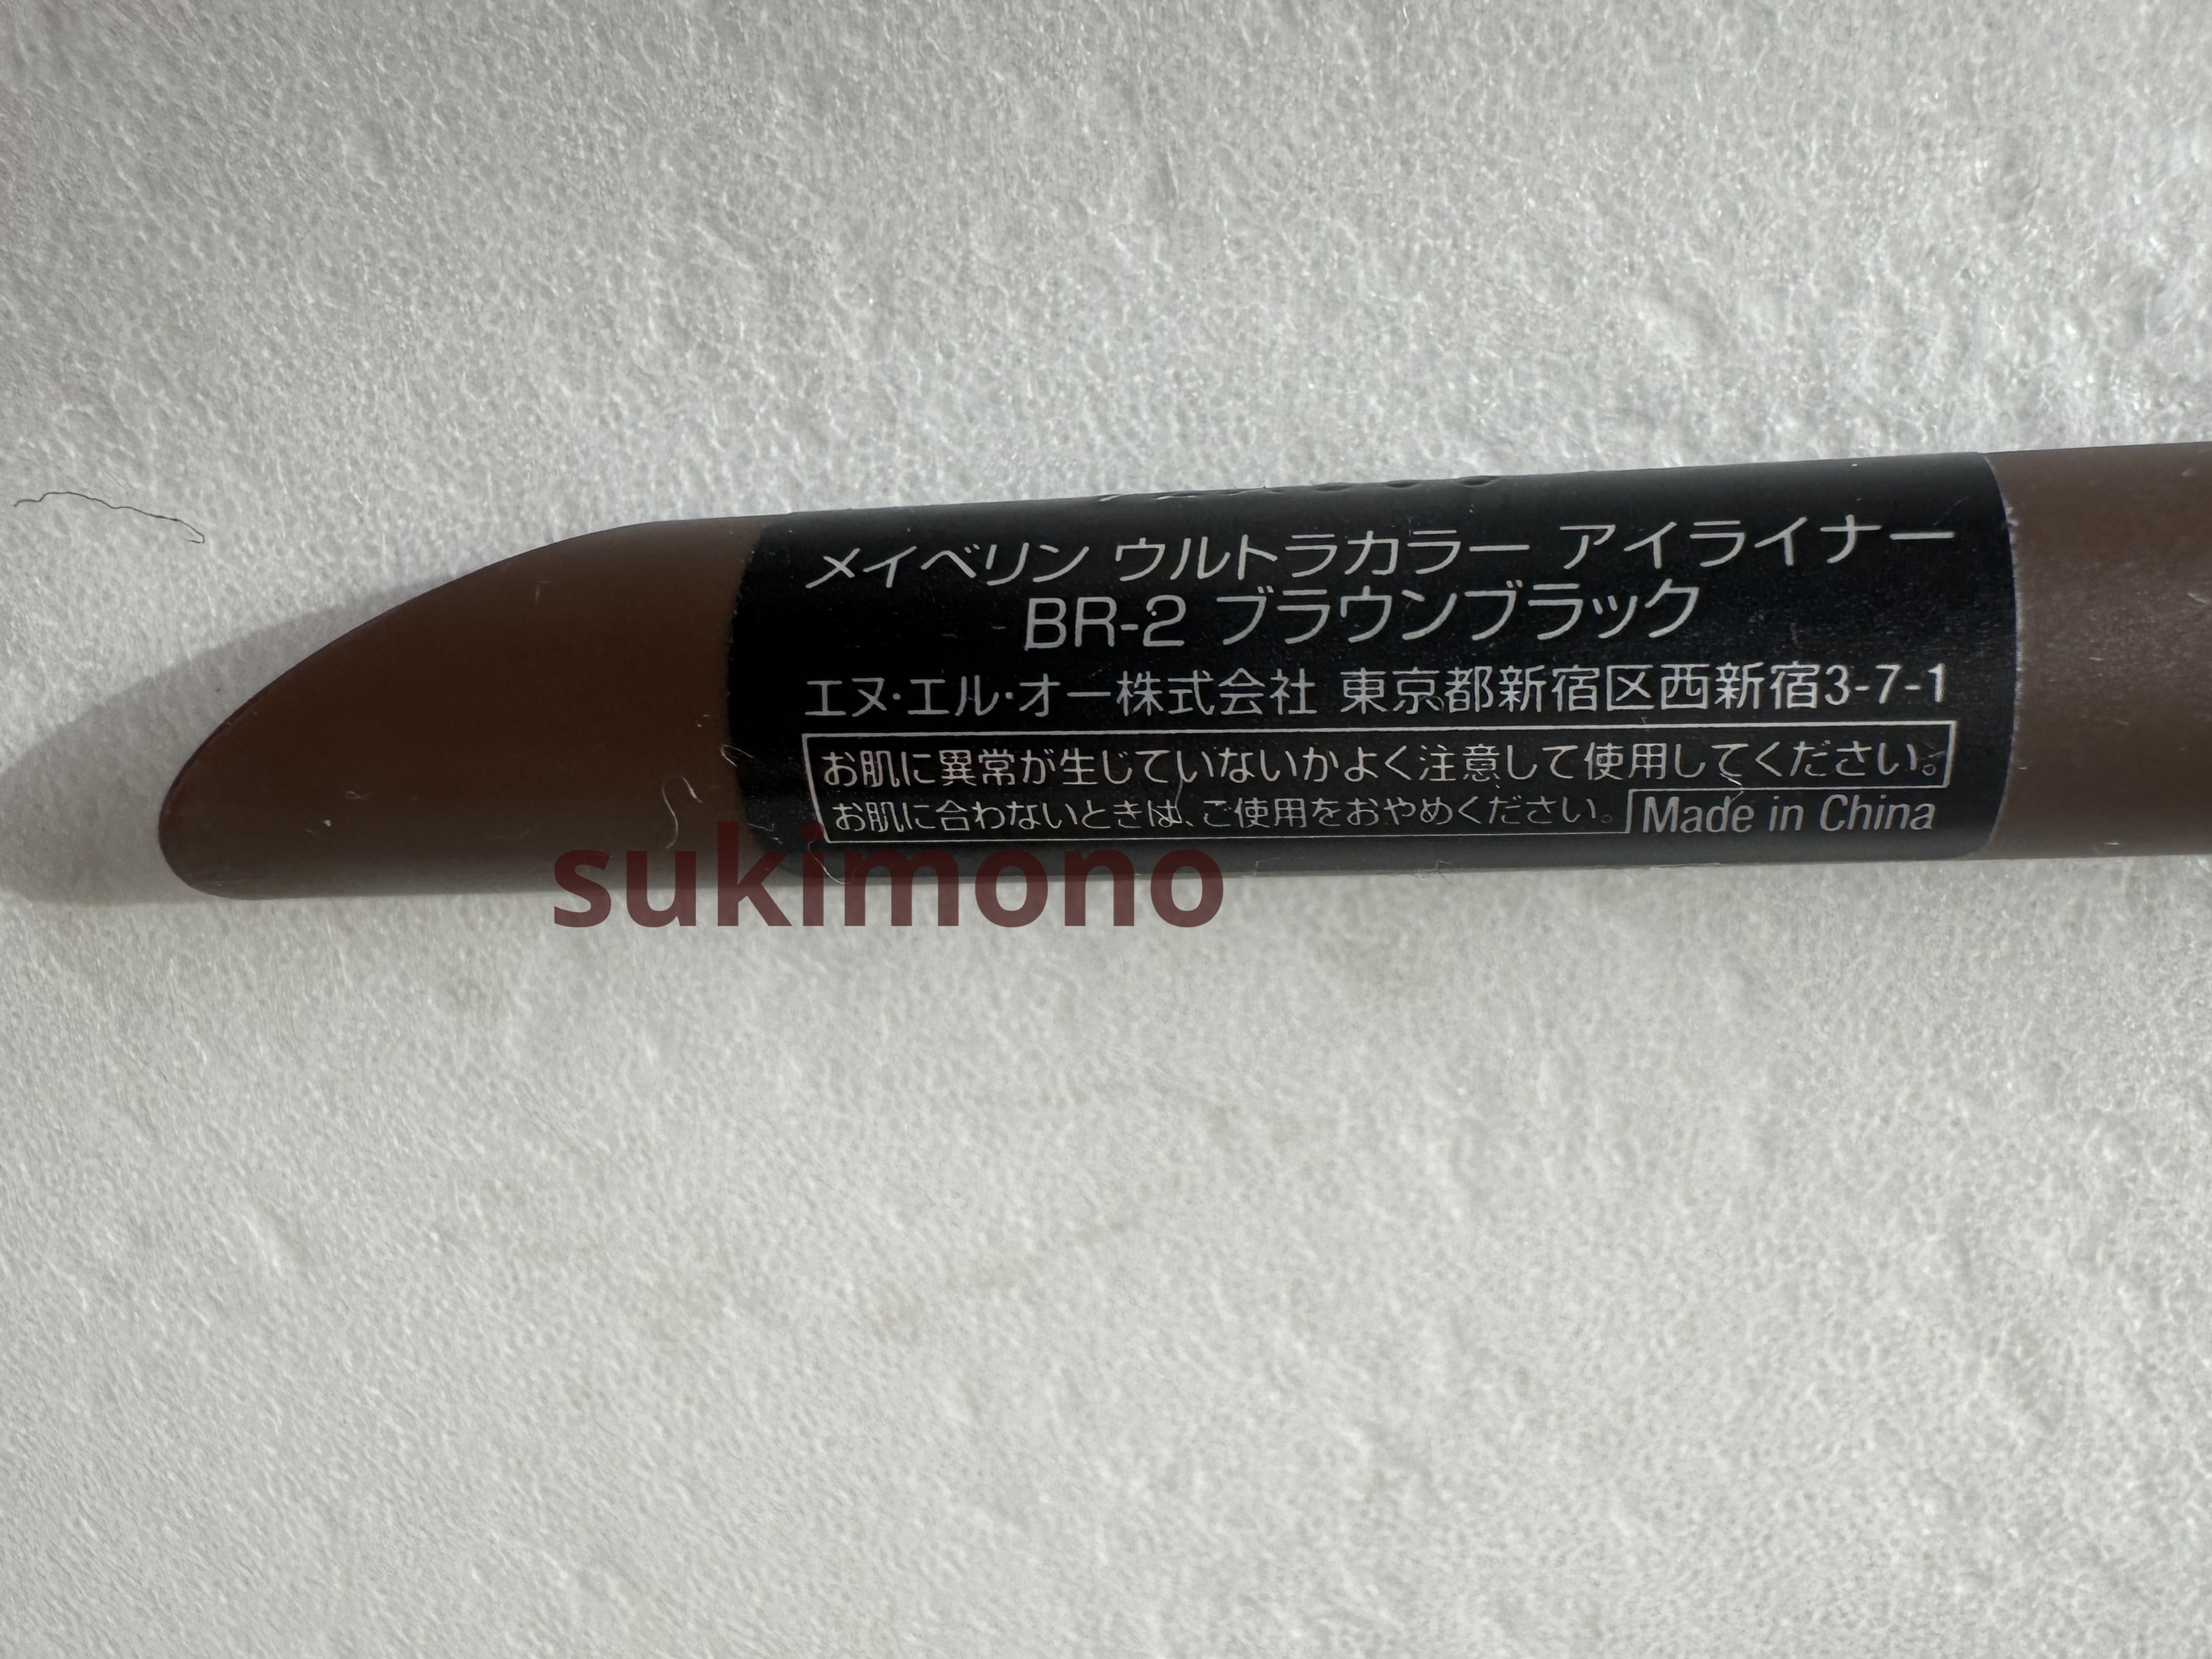 メイベリン ウルトラカラー アイライナー
BR-2 ブラウンブラック
エヌ・エル・オー株式会社 東京都新宿区西新宿3-7-1
お肌に異常が生じていないかよく注意して使用してください。
お肌に合わないときは、ご使用をおやめください。
Made in China
sukimono